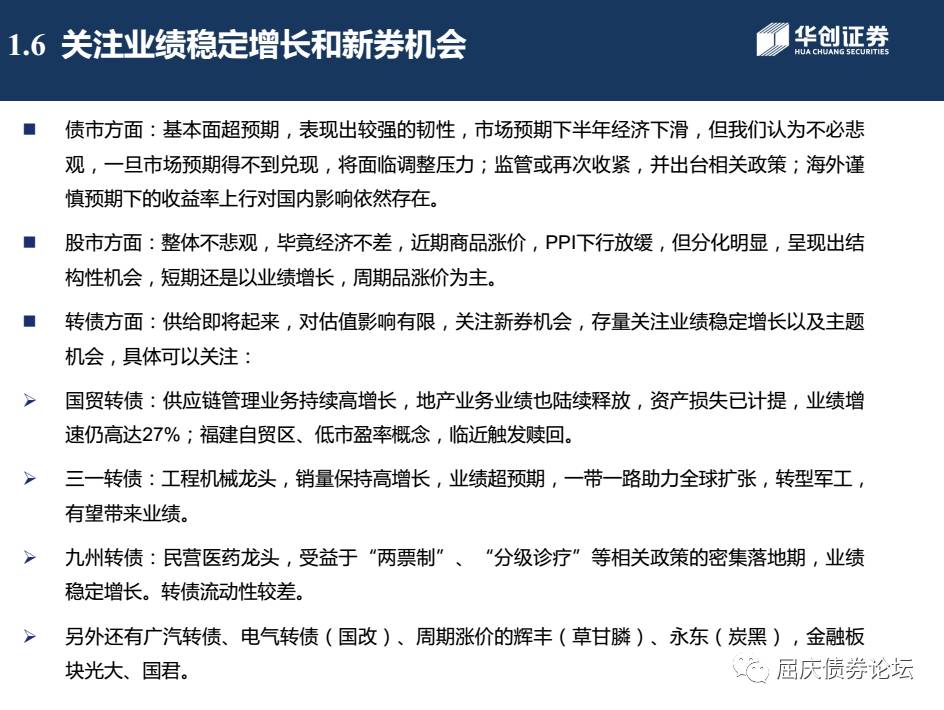 1.6 关注业绩稳定增长和新券机会
华创证券
HUA CHUANG SECURITIES
债市方面：基本面超预期，表现出较强的韧性，市场预期下半年经济下滑，但我们认为不必悲
观，一旦市场预期得不到兑现，将面临调整压力；监管或再次收紧，并出台相关政策；海外谨
慎预期下的收益率上行对国内影响依然存在。
股市方面：整体不悲观，毕竟经济不差，近期商品涨价，PPI下行放缓，但分化明显，呈现出结
构性机会，短期还是以业绩增长，周期品涨价为主。
转债方面：供给即将起来，对估值影响有限，关注新券机会，存量关注业绩稳定增长以及主题
机会，具体可以关注：
国贸转债：供应链管理业务持续高增长，地产业务业绩也陆续释放，资产损失已计提，业绩增
速仍高达27%；福建自贸区、低市盈率概念，临近触发赎回。
三一转债：工程机械龙头，销量保持高增长，业绩超预期，一带一路助力全球扩张，转型军工，
有望带来业绩。
九州转债：民营医药龙头，受益于“两票制”、“分级诊疗”等相关政策的密集落地期，业绩
稳定增长。转债流动性较差。
另外还有广汽转债、电气转债（国改）、周期涨价的辉丰（草甘膦）、永东（炭黑），金融板
块光大、国君。
屈庆债券论坛